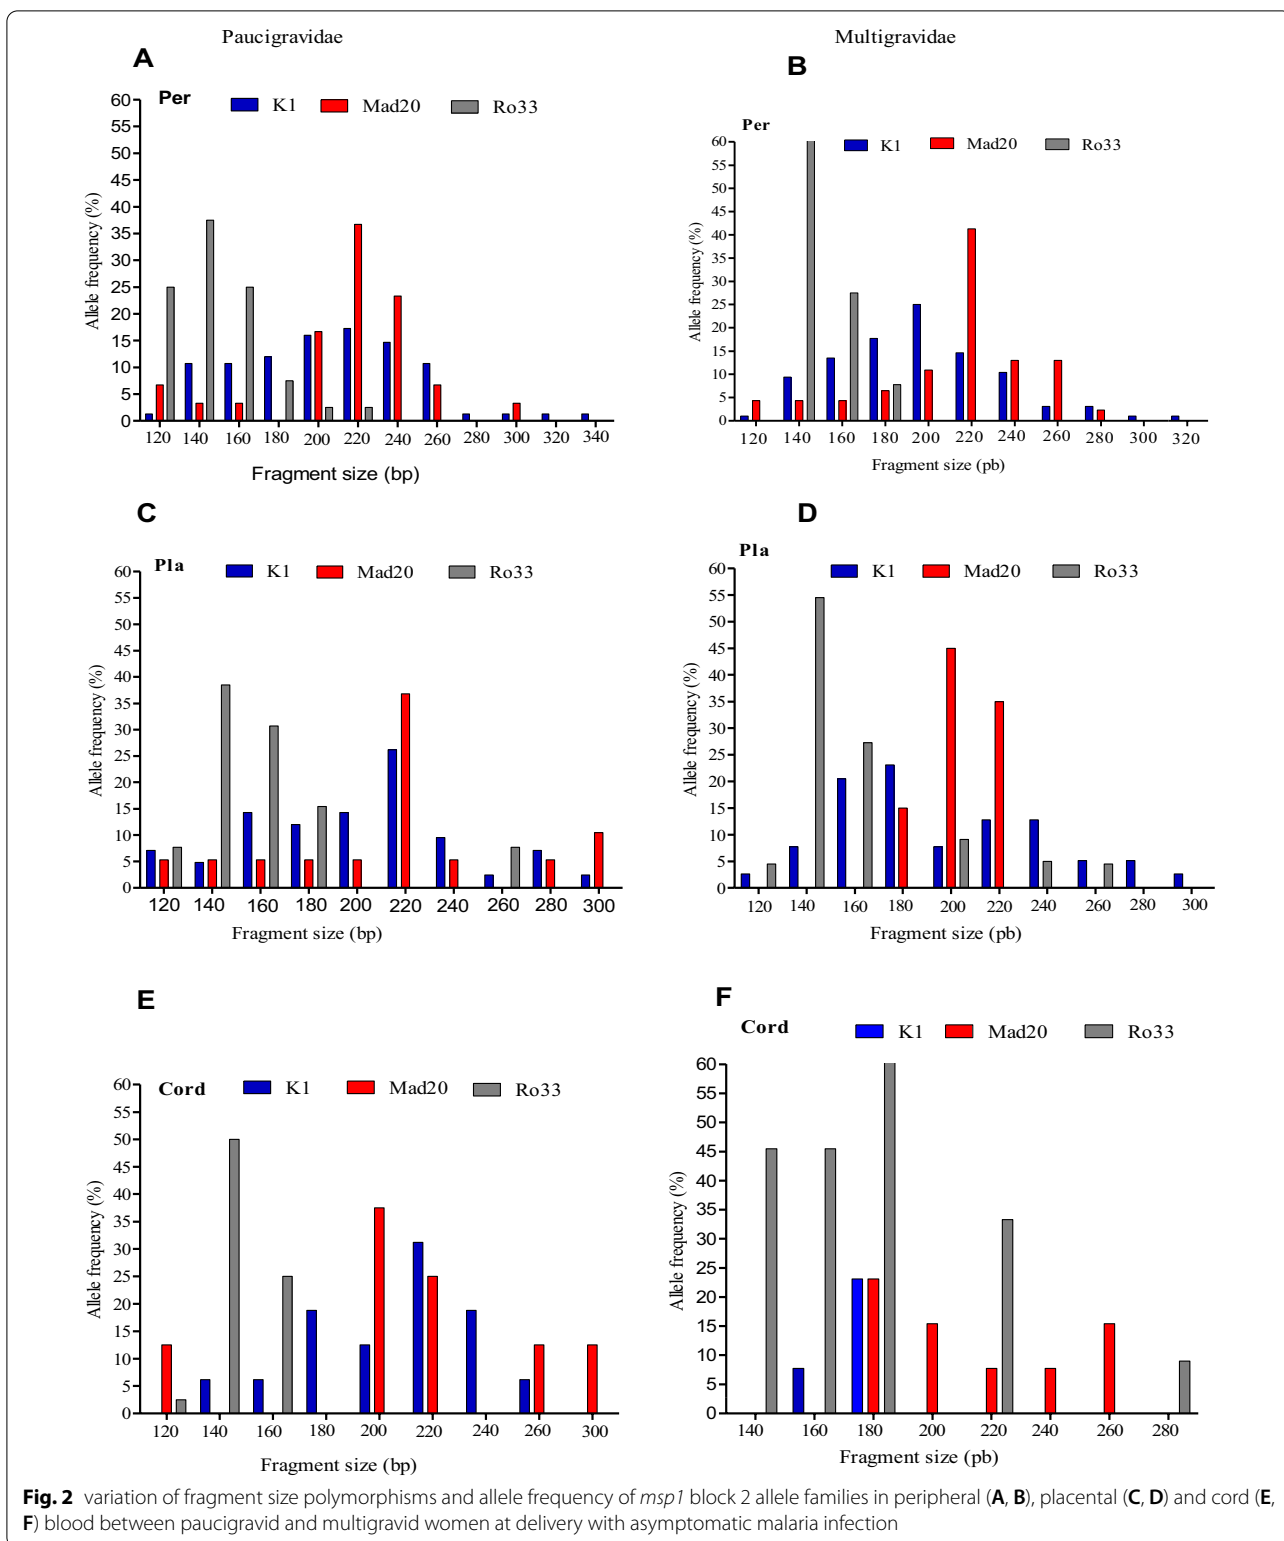 Paucigravidae
Multigravidae
A
Per
K1 Mad20 Ro33
60
55
50
45
40
35
30
25
20
15
10
5
0
Allele frequency (%)
120 140 160 180 200 220 240 260 280 300 320 340
Fragment size (bp)
B
Per
K1 Mad20 Ro33
60
55
50
45
40
35
30
25
20
15
10
5
0
Allele frequency (%)
120 140 160 180 200 220 240 260 280 300 320
Fragment size (pb)
C
Pla
K1 Mad20 Ro33
60
55
50
45
40
35
30
25
20
15
10
5
0
Allele frequency (%)
120 140 160 180 200 220 240 260 280 300
Fragment size (bp)
D
Pla
K1 Mad20 Ro33
60
55
50
45
40
35
30
25
20
15
10
5
0
Allele frequency (%)
120 140 160 180 200 220 240 260 280 300
Fragment size (pb)
E
Cord
K1 Mad20 Ro33
60
55
50
45
40
35
30
25
20
15
10
5
0
Allele frequency (%)
120 140 160 180 200 220 240 260 300
Fragment size (bp)
F
Cord
K1 Mad20 Ro33
60
55
50
45
40
35
30
25
20
15
10
5
0
Allele frequency (%)
140 160 180 200 220 240 260 280
Fragment size (pb)
Fig. 2 variation of fragment size polymorphisms and allele frequency of msp1 block 2 allele families in peripheral (A, B), placental (C, D) and cord (E,
F) blood between paucigravid and multigravid women at delivery with asymptomatic malaria infection